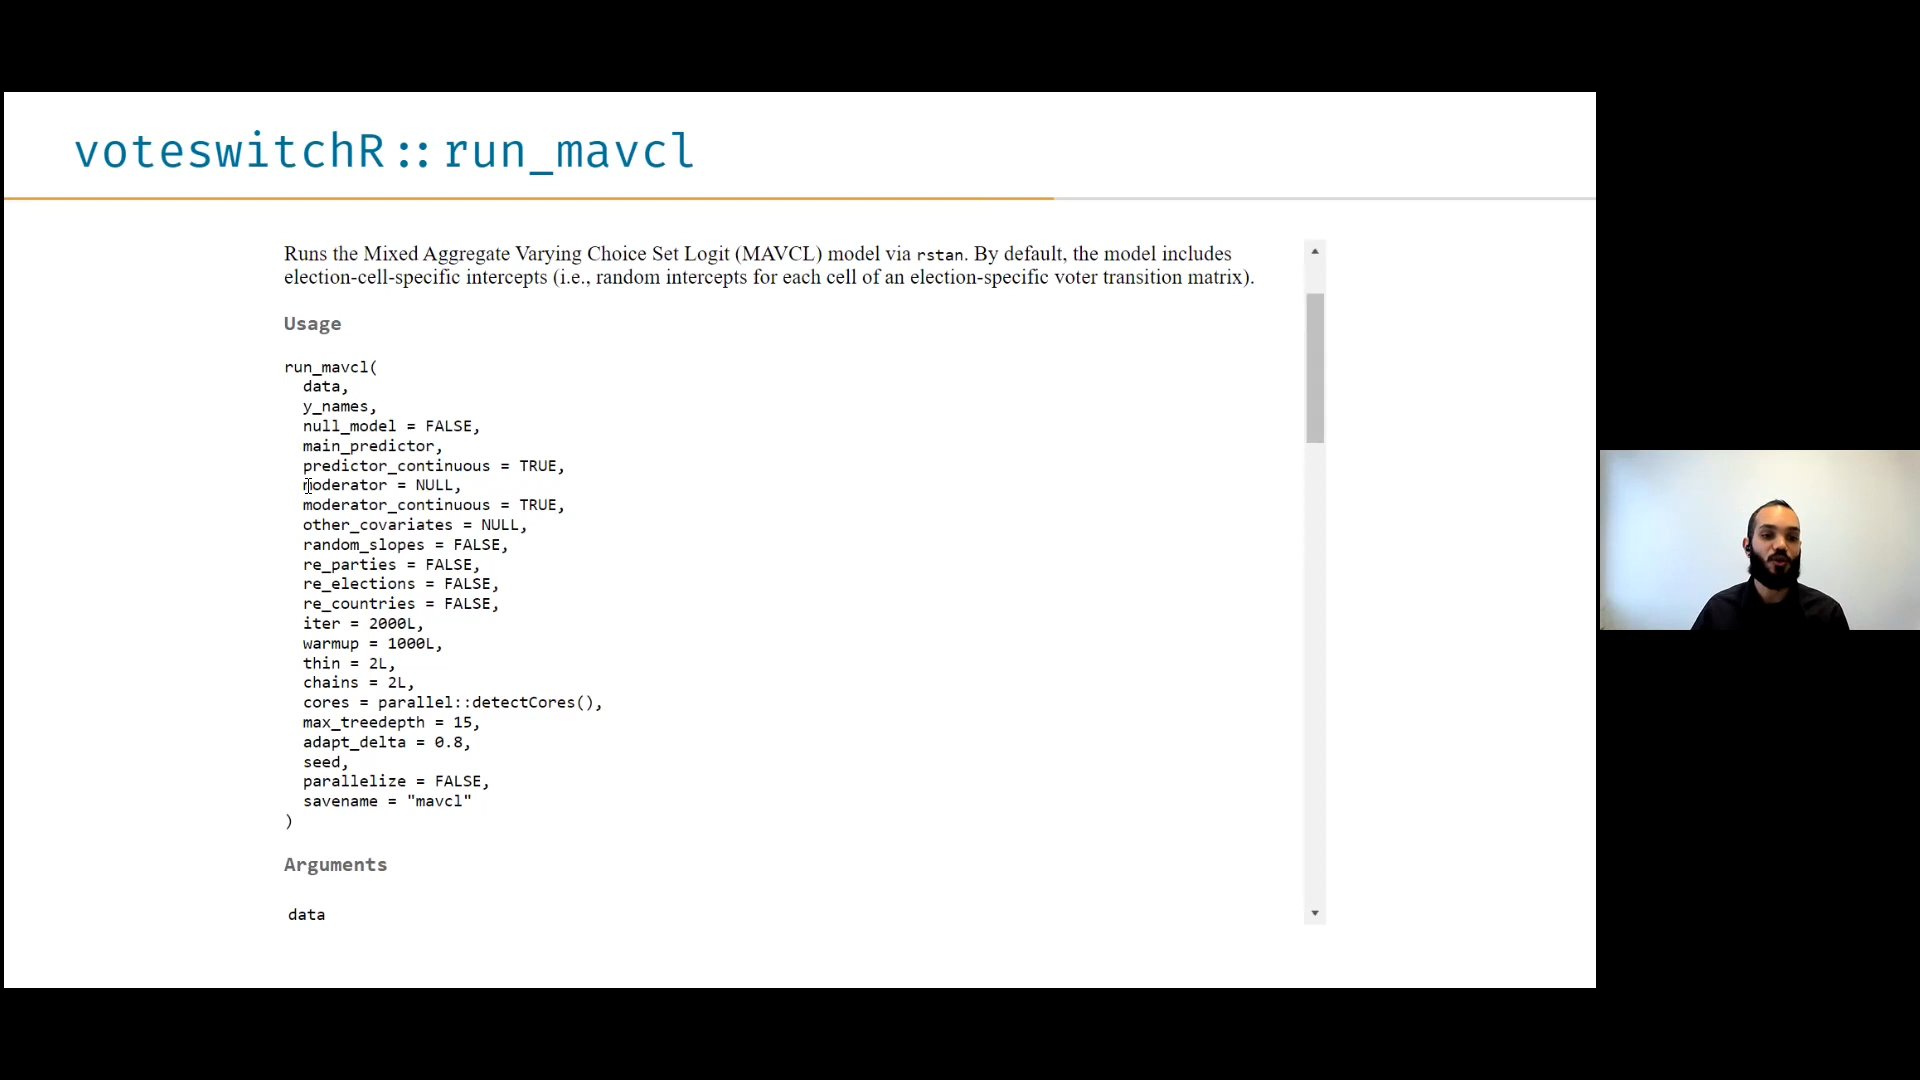 voteswitchR::run_mavcl
Runs the Mixed Aggregate Varying Choice Set Logit (MAVCL) model via rstan. By default, the model includes
election-cell-specific intercepts (i.e., random intercepts for each cell of an election-specific voter transition matrix).
Usage
run_mavcl(
  data,
  y_names,
  null_model = FALSE,
  main_predictor,
  predictor_continuous = TRUE,
  moderator = NULL,
  moderator_continuous = TRUE,
  other_covariates = NULL,
  random_slopes = FALSE,
  re_parties = FALSE,
  re_elections = FALSE,
  re_countries = FALSE,
  iter = 2000L,
  warmup = 1000L,
  thin = 2L,
  chains = 2L,
  cores = parallel::detectCores(),
  max_treedepth = 15,
  adapt_delta = 0.8,
  seed,
  parallelize = FALSE,
  savename = "mavcl"
)
Arguments
data